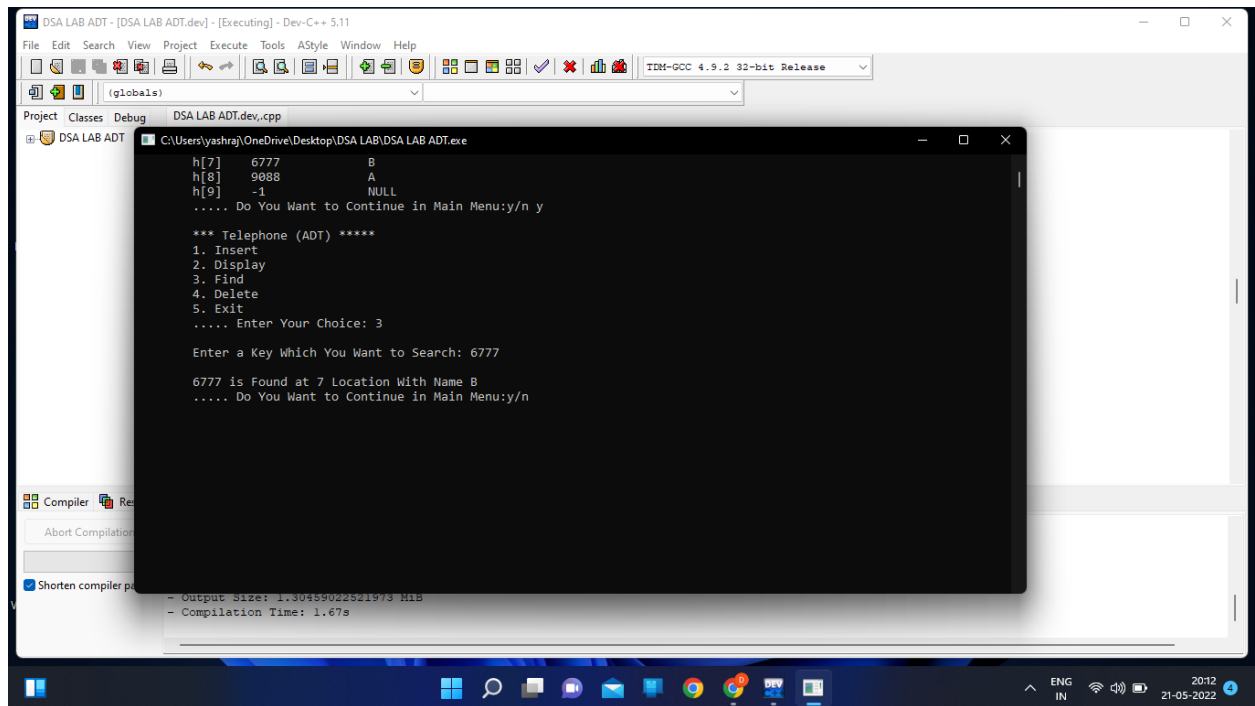 DSA LAB ADT - [DSA LAB ADT.dev] - [Executing] - Dev-C++ 5.11
File Edit Search View Project Execute Tools AStyle Window Help
TDM-GCC 4.9.2 32-bit Release
(globals)
Project Classes Debug DSA LAB ADT.dev,.cpp
DSA LAB ADT
C:\Users\yashraj\OneDrive\Desktop\DSA LAB\DSA LAB ADT.exe
h[7] 6777 B
h[8] 9088 A
h[9] -1 NULL
..... Do You Want to Continue in Main Menu:y/n y
*** Telephone (ADT) *****
1. Insert
2. Display
3. Find
4. Delete
5. Exit
..... Enter Your Choice: 3
Enter a Key Which You Want to Search: 6777
6777 is Found at 7 Location With Name B
..... Do You Want to Continue in Main Menu:y/n
Compiler Res
Abort Compilation
Shorten compiler pa
- Output Size: 1.30459022521973 MiB
- Compilation Time: 1.67s
DEV
ENG
IN
20:12
21-05-2022
4